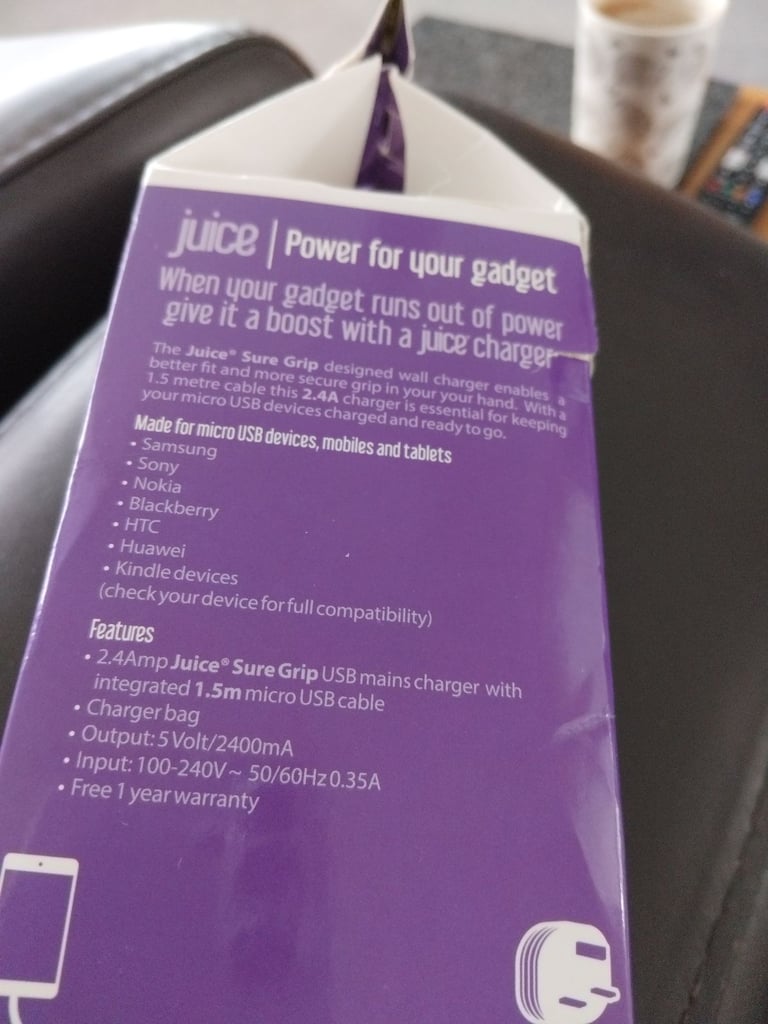 juice | Power for your gadget
When your gadget runs out of power
give it a boost with a juice charger
The Juice® Sure Grip designed wall charger enables a
better fit and more secure grip in your your hand. With a
1.5 metre cable this 2.4A charger is essential for keeping
your micro USB devices charged and ready to go.
Made for micro USB devices, mobiles and tablets
• Samsung
• Sony
• Nokia
• Blackberry
• HTC
• Huawei
• Kindle devices
(check your device for full compatibility)
Features
• 2.4Amp Juice® Sure Grip USB mains charger with
integrated 1.5m micro USB cable
• Charger bag
• Output: 5 Volt/2400mA
• Input: 100-240V ~ 50/60Hz 0.35A
• Free 1 year warranty